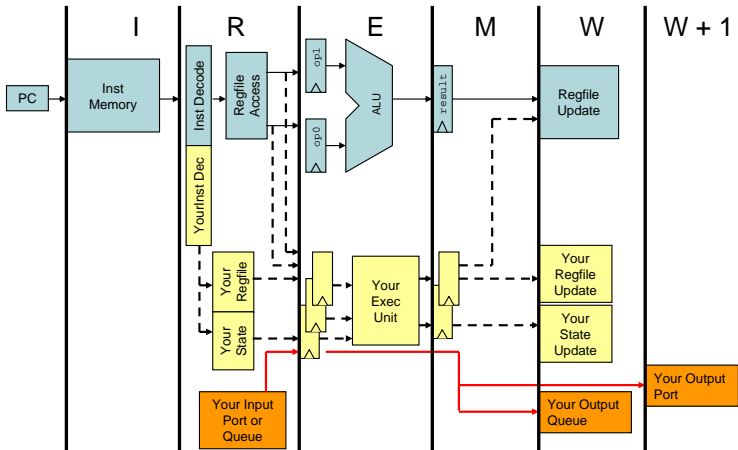 I R E M W W + 1
PC
Inst
Memory
Inst Decode
YourInst Dec
Regfile
Access
op1
op0
ALU
result
Regfile
Update
Your
Regfile
Your
State
Your
Exec
Unit
Your
Regfile
Update
Your
State
Update
Your Input
Port or
Queue
Your Output
Queue
Your Output
Port